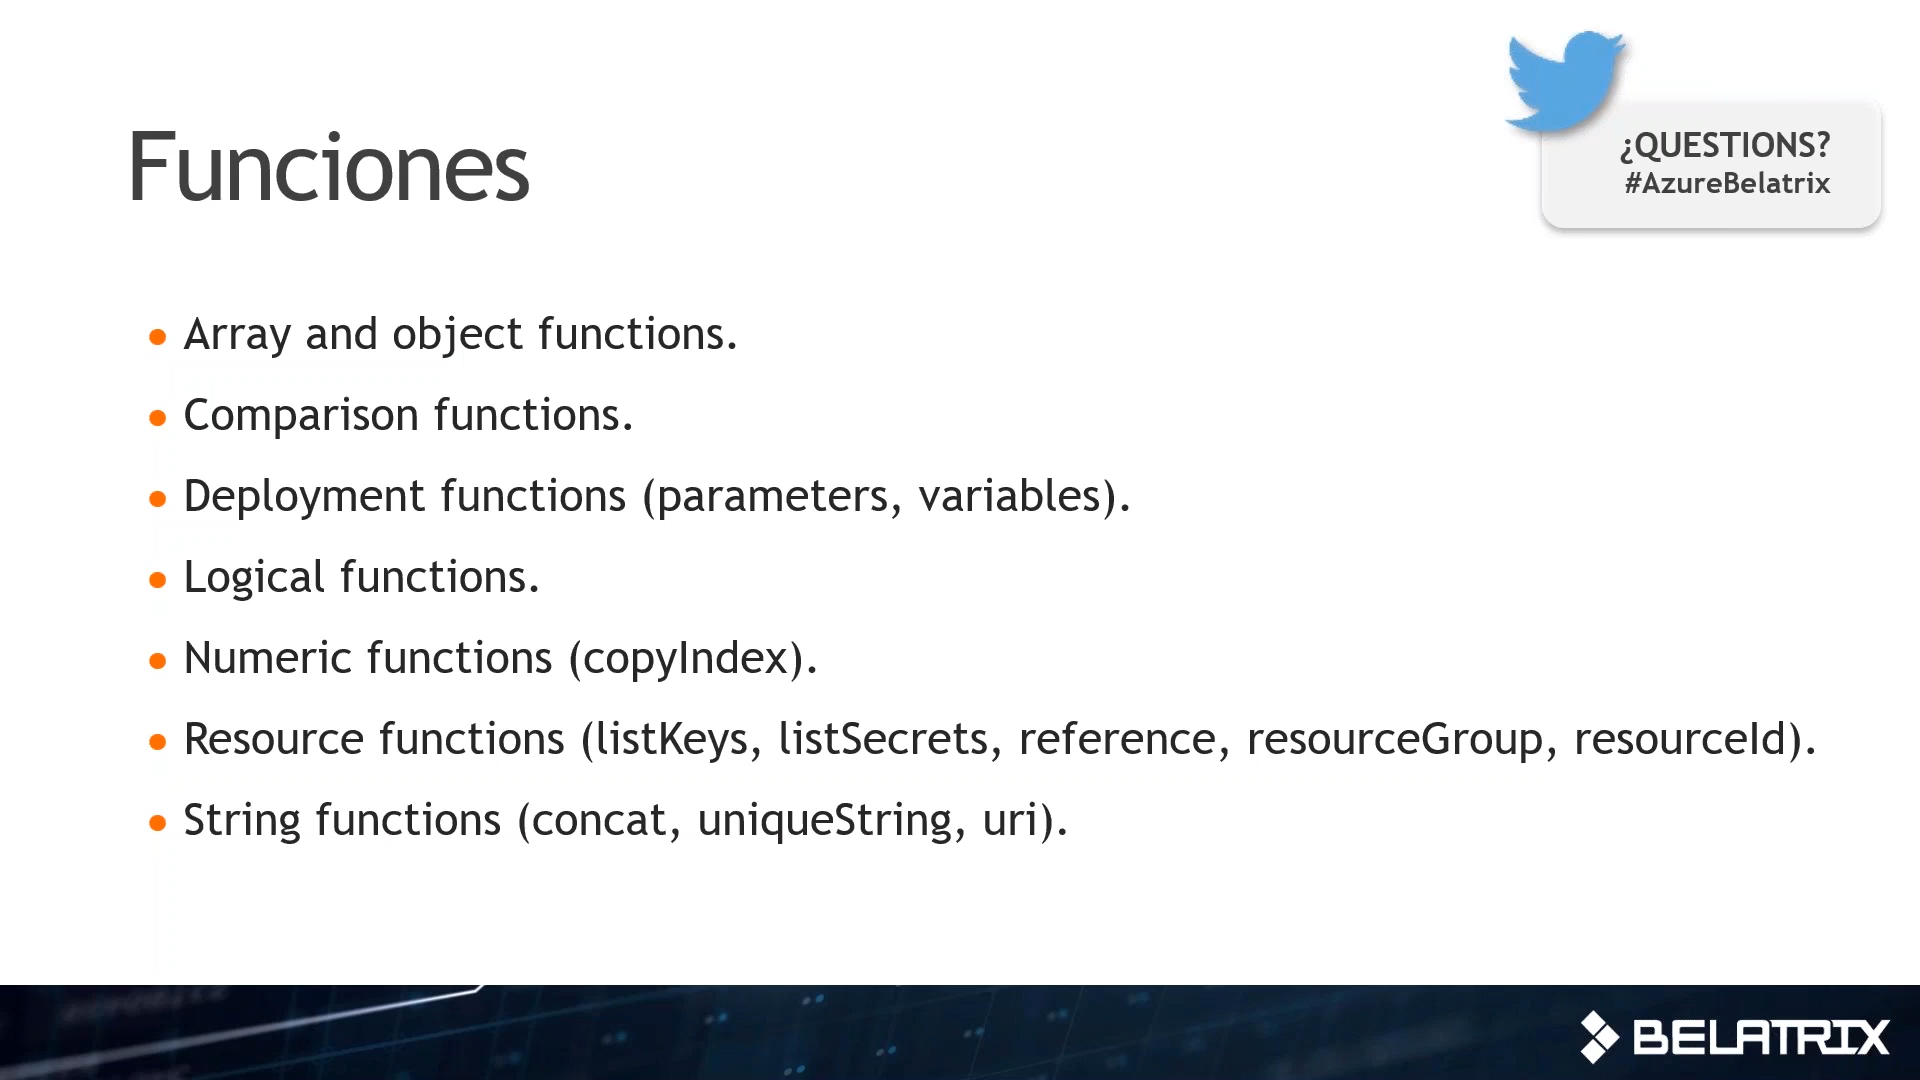 Funciones
¿QUESTIONS?
#AzureBelatrix
Array and object functions.
Comparison functions.
Deployment functions (parameters, variables).
Logical functions.
Numeric functions (copyIndex).
Resource functions (listKeys, listSecrets, reference, resourceGroup, resourceId).
String functions (concat, uniqueString, uri).
BELATRIX